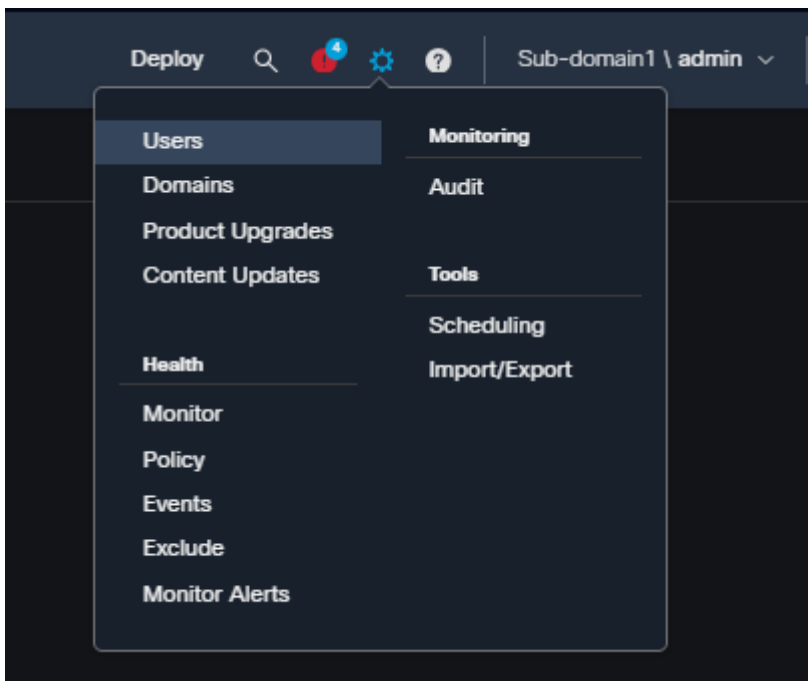 Deploy
4
Sub-domain1 \ admin
Users
Domains
Product Upgrades
Content Updates
Health
Monitor
Policy
Events
Exclude
Monitor Alerts
Monitoring
Audit
Tools
Scheduling
Import/Export